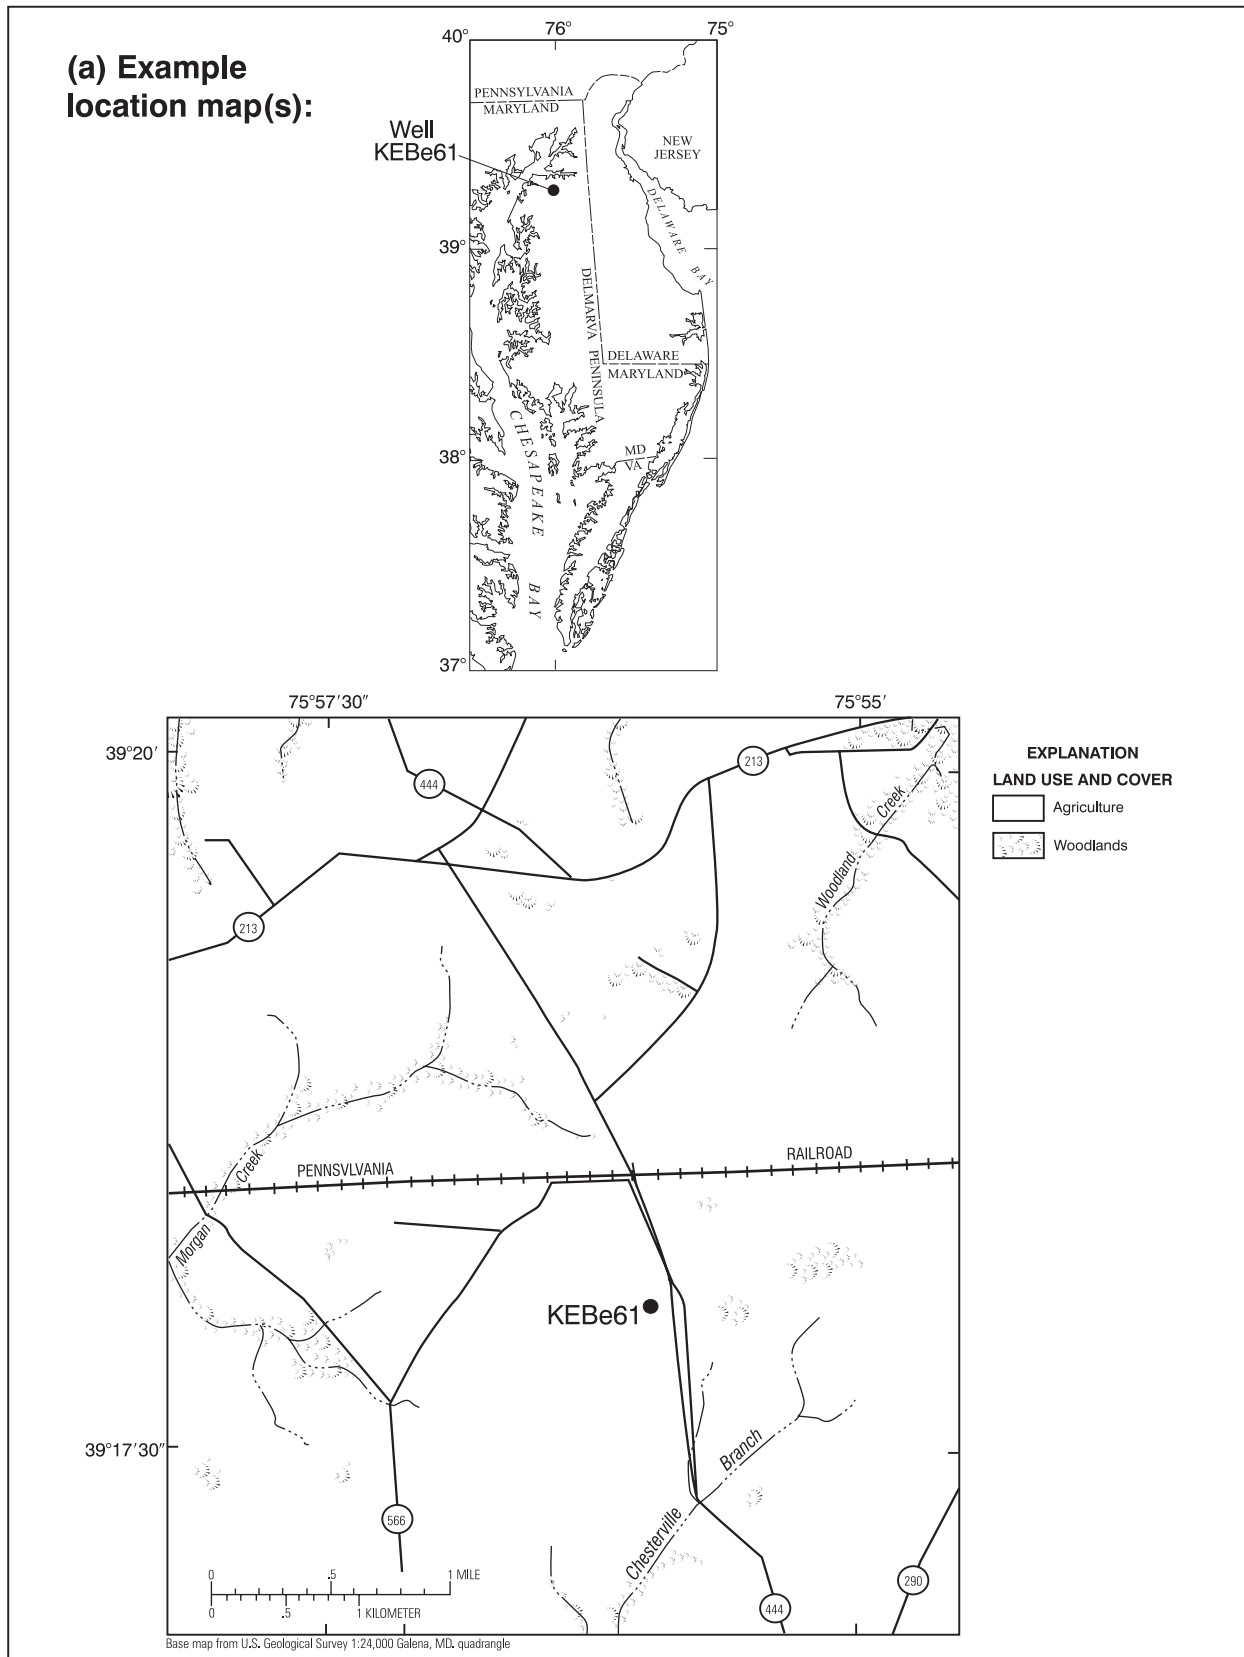 (a) Example
location map(s):
40°
76°
75°
PENNSYLVANIA
MARYLAND
Well
KEBe61
NEW
JERSEY
DELAWARE BAY
39°
DELMARVA PENINSULA
DELAWARE
MARYLAND
CHESAPEAKE BAY
MD
VA
38°
37°
75°57'30"
75°55'
39°20'
EXPLANATION
LAND USE AND COVER
Agriculture
Woodlands
444
213
Woodland Creek
213
Morgan Creek
PENNSVLVANIA
RAILROAD
KEBe61
39°17'30"
Chesterville Branch
566
290
444
0 .5 1 MILE
0 .5 1 KILOMETER
Base map from U.S. Geological Survey 1:24,000 Galena, MD. quadrangle